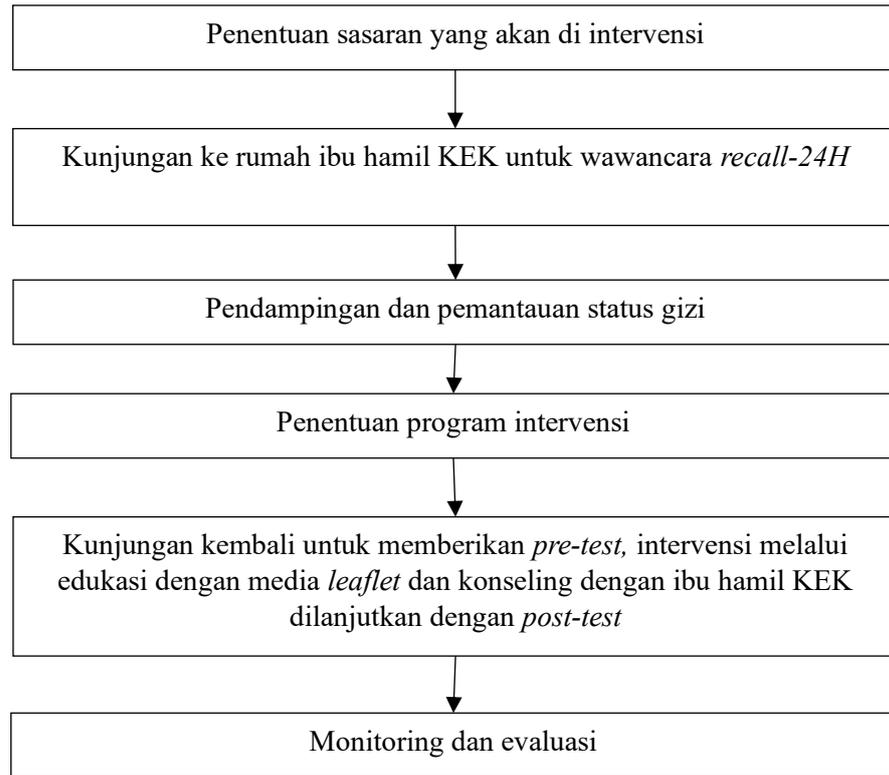 Penentuan sasaran yang akan di intervensi
Kunjungan ke rumah ibu hamil KEK untuk wawancara recall-24H
Pendampingan dan pemantauan status gizi
Penentuan program intervensi
Kunjungan kembali untuk memberikan pre-test, intervensi melalui
edukasi dengan media leaflet dan konseling dengan ibu hamil KEK
dilanjutkan dengan post-test
Monitoring dan evaluasi